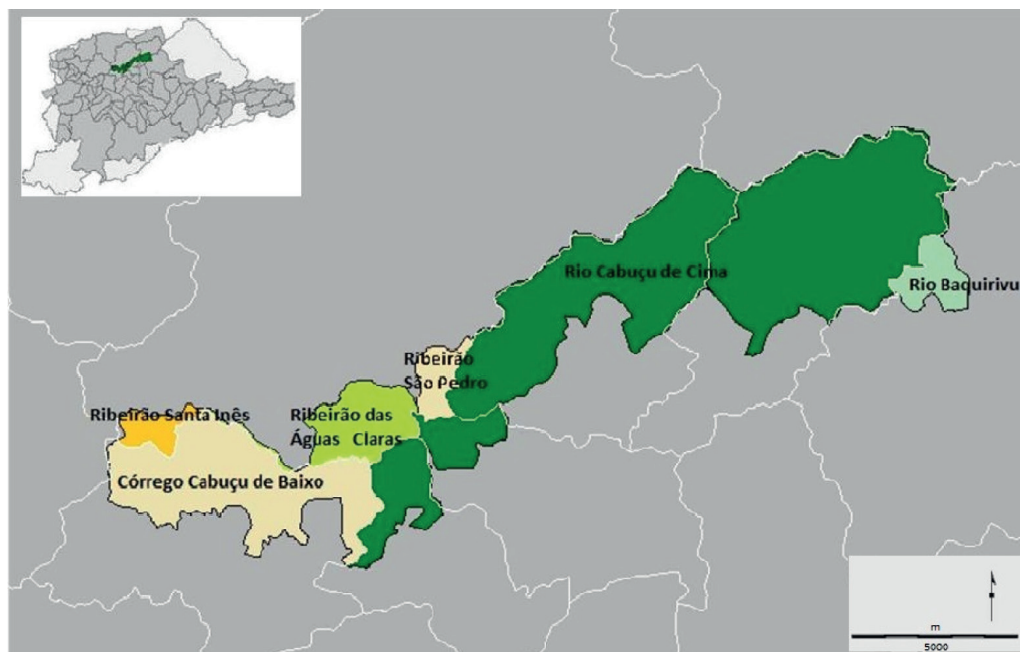 Rio Cabuçu de Cima
Rio Baquirivu
Ribeirão
São Pedro
Ribeirão Santa Inês
Ribeirão das
Águas Claras
Córrego Cabuçu de Baixo
m
5000